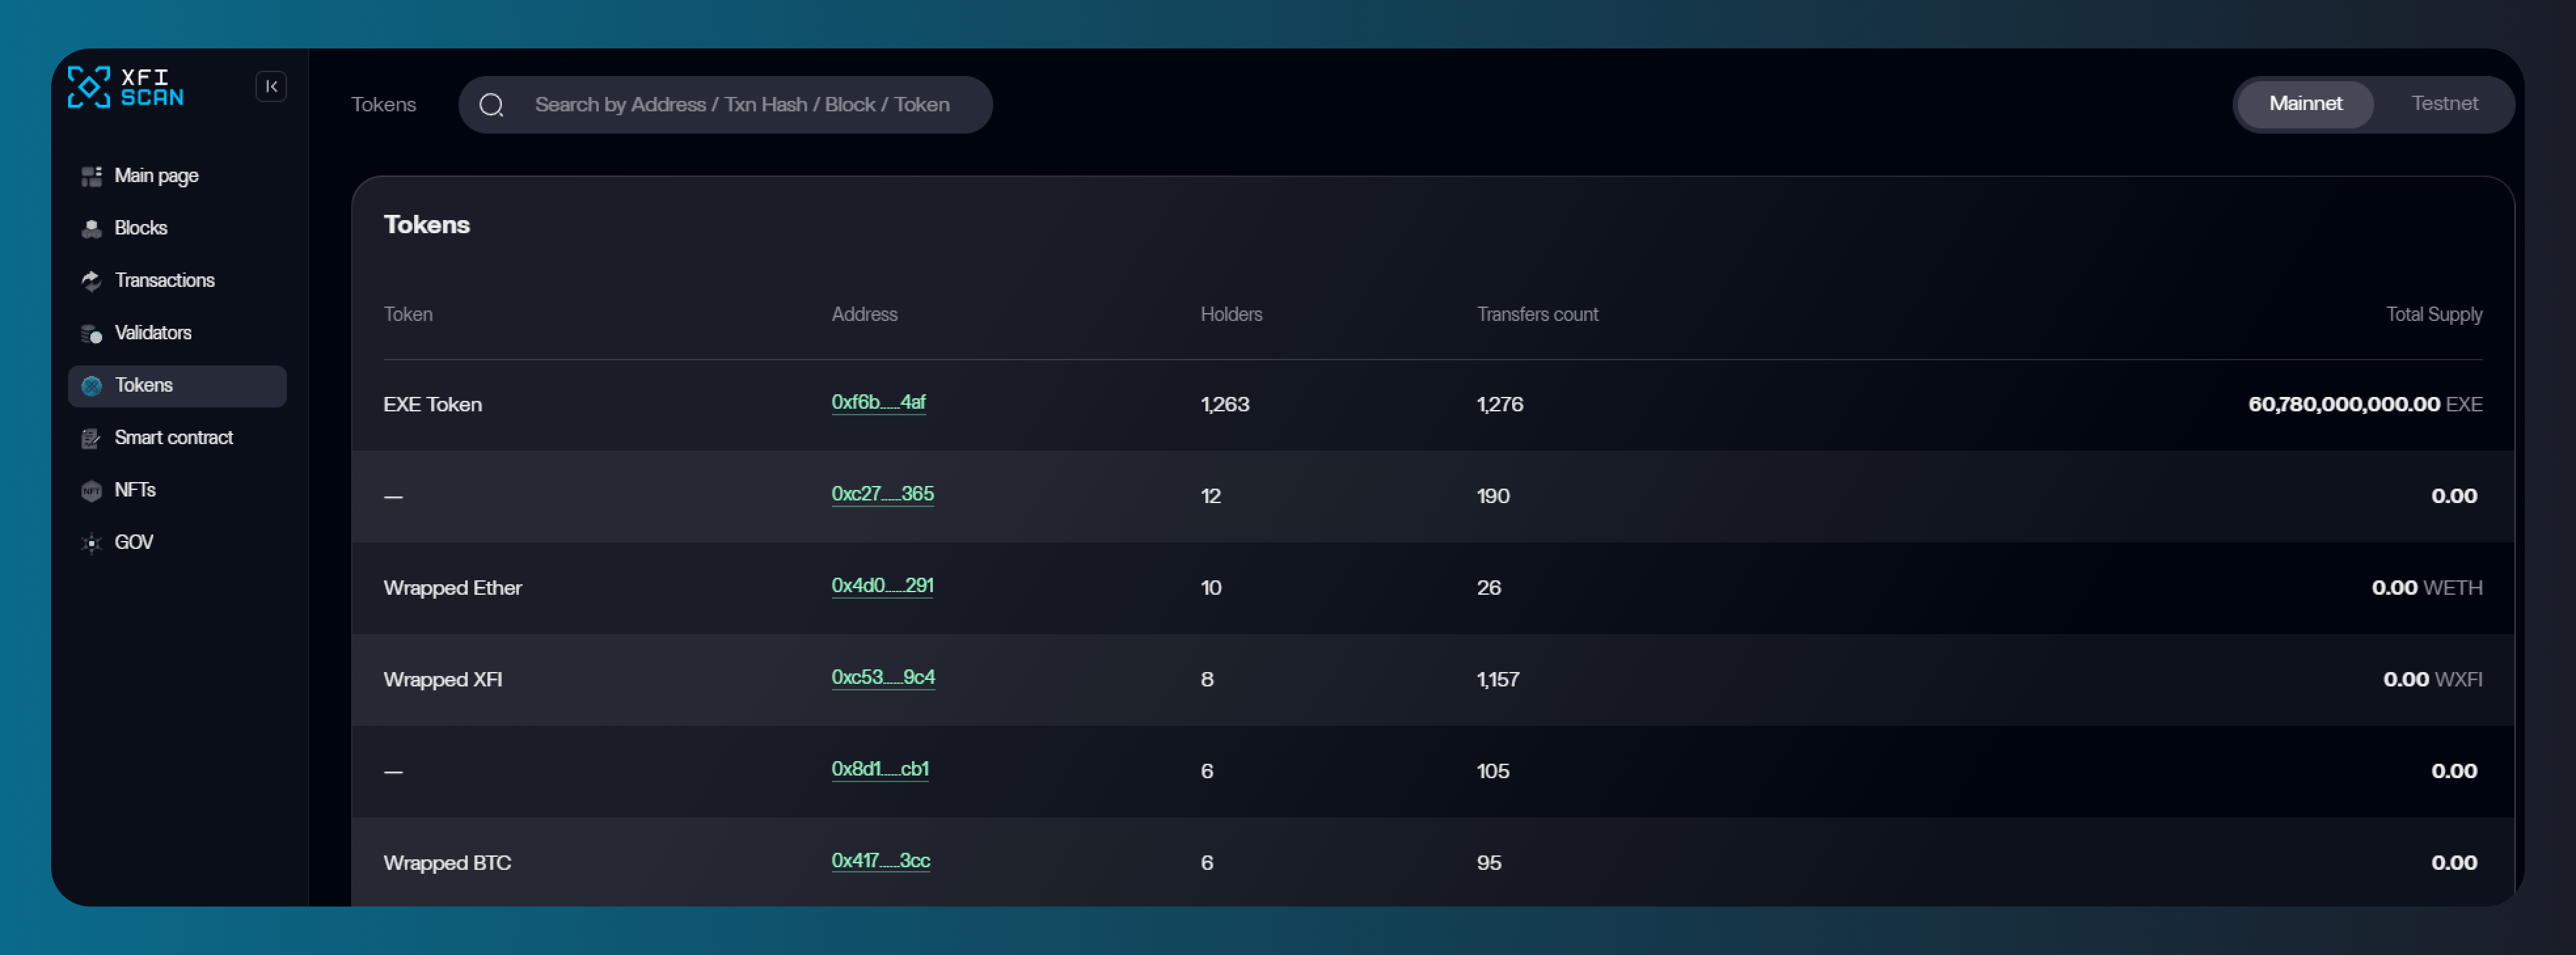 XFI
SCAN
Main page
Blocks
Transactions
Validators
Tokens
Smart contract
NFT
NFTs
GOV
Tokens
Search by Address / Txn Hash / Block / Token
Mainnet Testnet
Tokens
Token Address Holders Transfers count Total Supply
EXE Token 0xf6b......4af 1,263 1,276 60,780,000,000.00 EXE
— 0xc27......365 12 190 0.00
Wrapped Ether 0x4d0......291 10 26 0.00 WETH
Wrapped XFI 0xc53......9c4 8 1,157 0.00 WXFI
— 0x8d1......cb1 6 105 0.00
Wrapped BTC 0x417......3cc 6 95 0.00